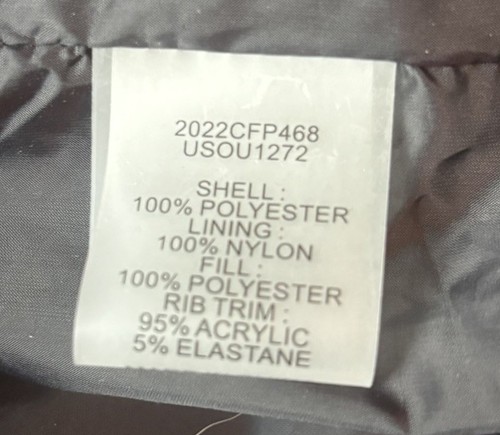 2022CFP468
USOU1272
SHELL :
100% POLYESTER
LINING :
100% NYLON
FILL :
100% POLYESTER
RIB TRIM :
95% ACRYLIC
5% ELASTANE